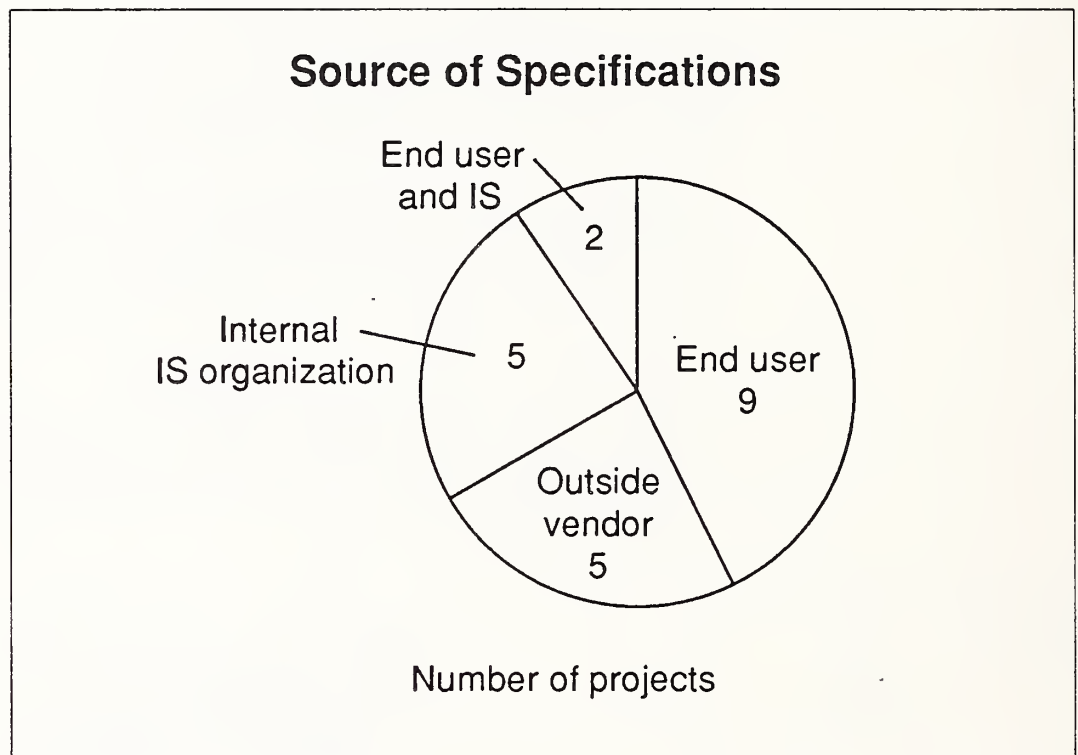 Source of Specifications
End user
and IS
2
Internal
IS organization
5
End user
9
Outside
vendor
5
Number of projects